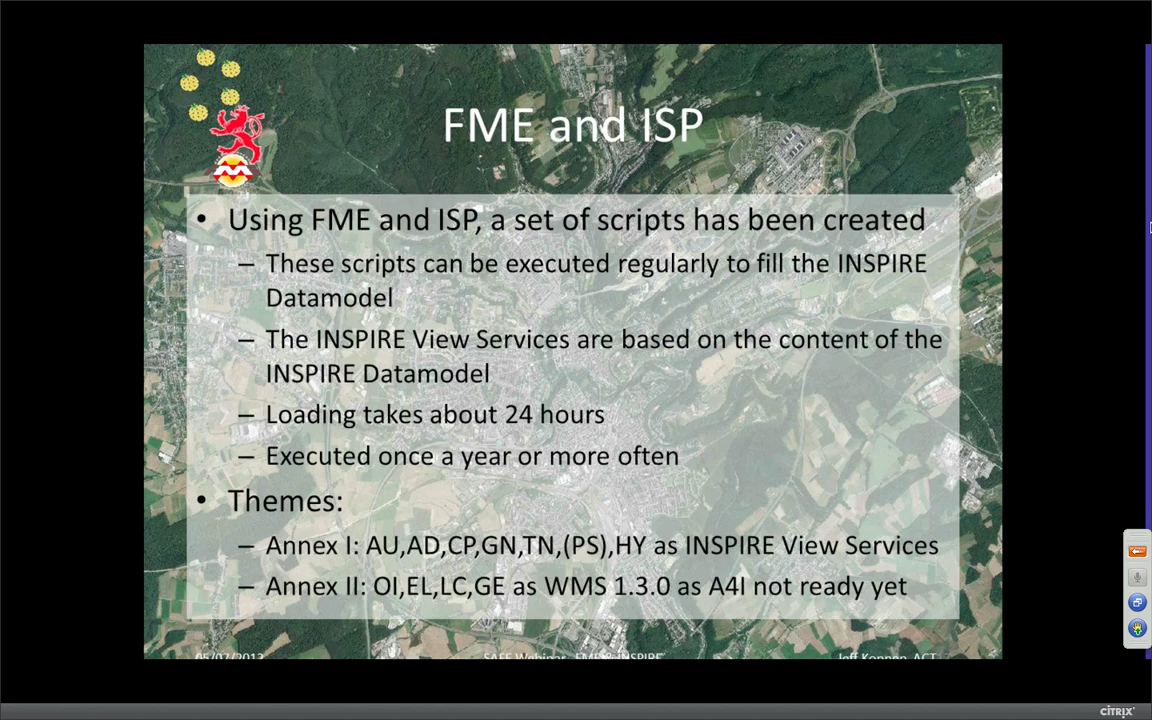 FME and ISP
• Using FME and ISP, a set of scripts has been created
– These scripts can be executed regularly to fill the INSPIRE
Datamodel
– The INSPIRE View Services are based on the content of the
INSPIRE Datamodel
– Loading takes about 24 hours
– Executed once a year or more often
• Themes:
– Annex I: AU,AD,CP,GN,TN,(PS),HY as INSPIRE View Services
– Annex II: OI,EL,LC,GE as WMS 1.3.0 as A4I not ready yet
CITRIX